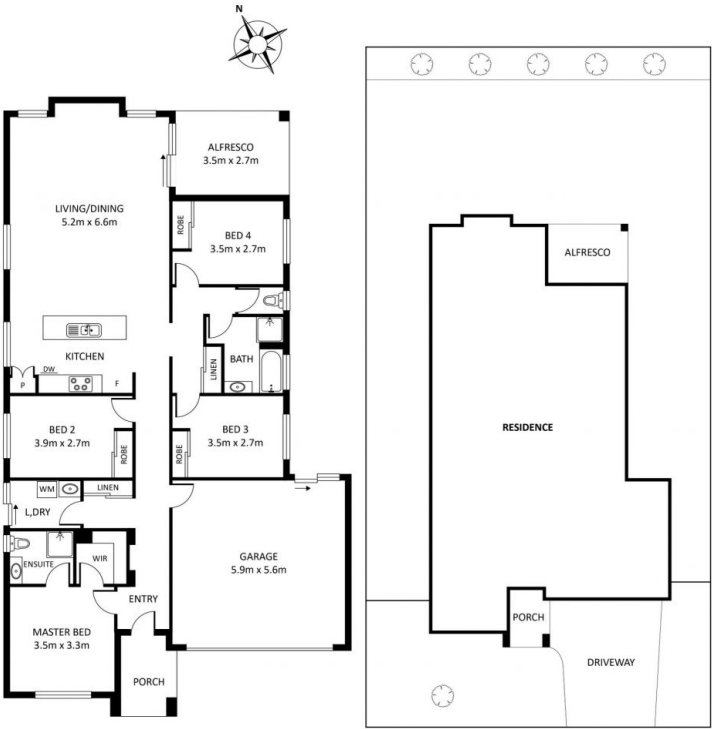 N
ALFRESCO
3.5m x 2.7m
LIVING/DINING
5.2m x 6.6m
ROBE
BED 4
3.5m x 2.7m
KITCHEN
DW
P
F
LINEN
BATH
BED 2
3.9m x 2.7m
ROBE
ROBE
BED 3
3.5m x 2.7m
WM
LINEN
L,DRY
ENSUITE
WIR
GARAGE
5.9m x 5.6m
ENTRY
MASTER BED
3.5m x 3.3m
PORCH
ALFRESCO
RESIDENCE
PORCH
DRIVEWAY